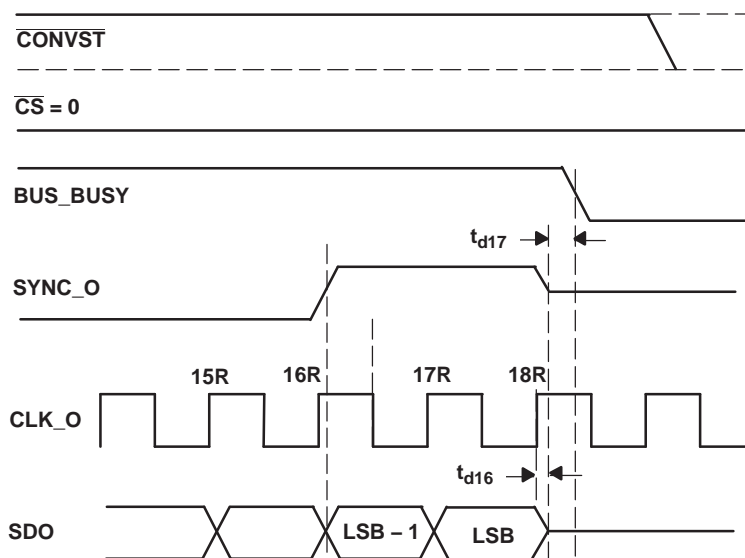 CONVST
CS = 0
BUS_BUSY
td17
SYNC_O
15R 16R 17R 18R
CLK_O
td16
SDO LSB – 1 LSB